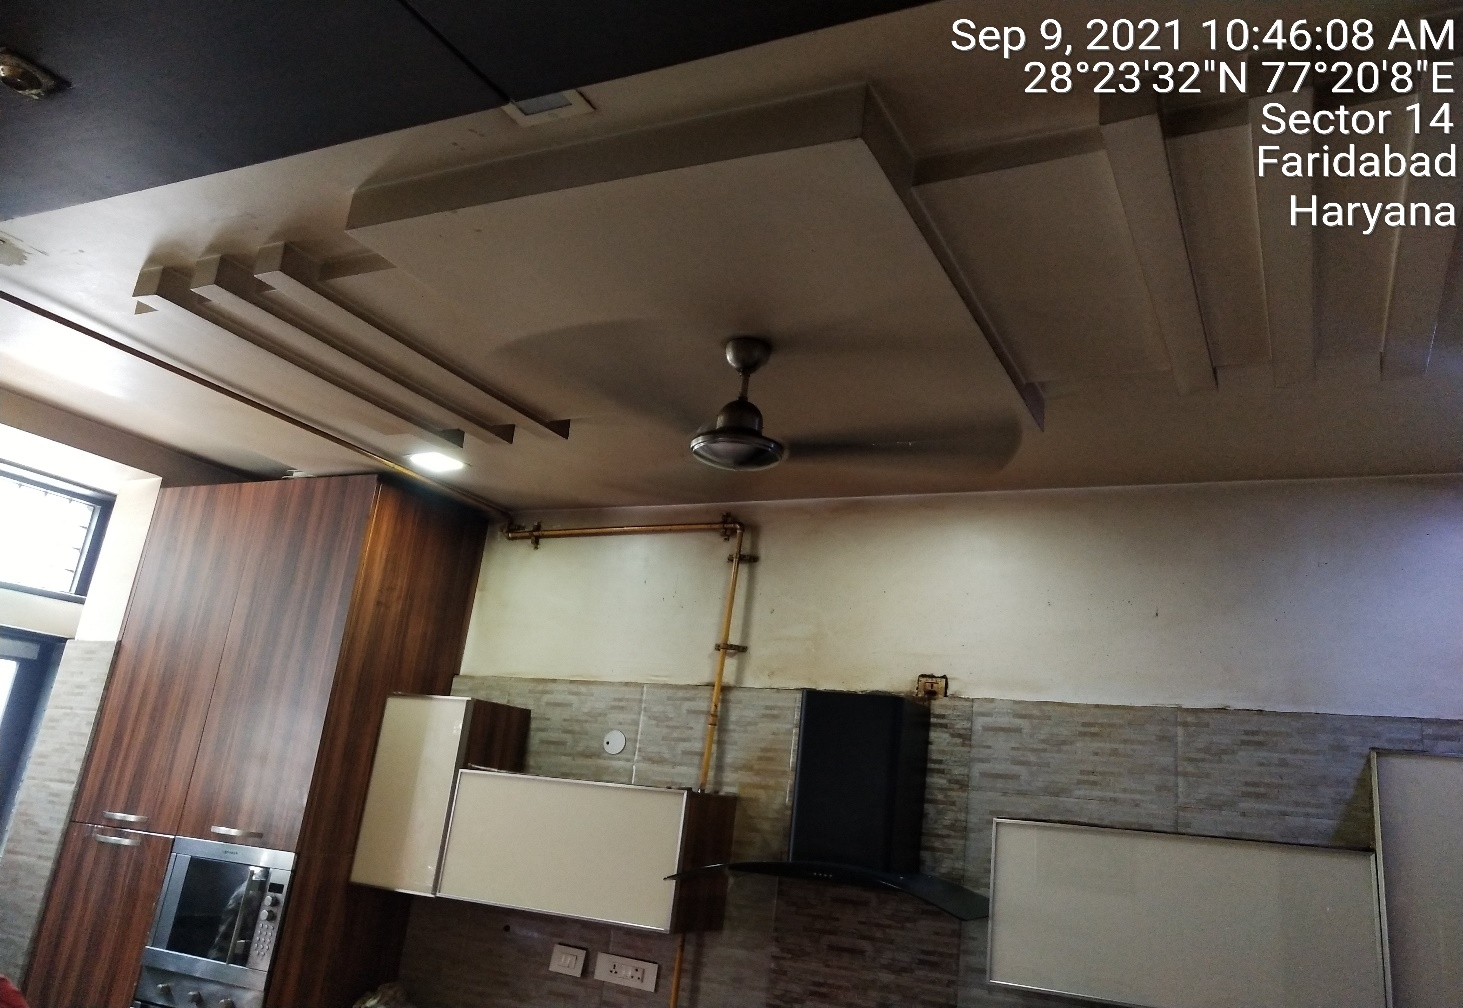 Sep 9, 2021 10:46:08 AM
28°23'32"N 77°20'8"E
Sector 14
Faridabad
Haryana